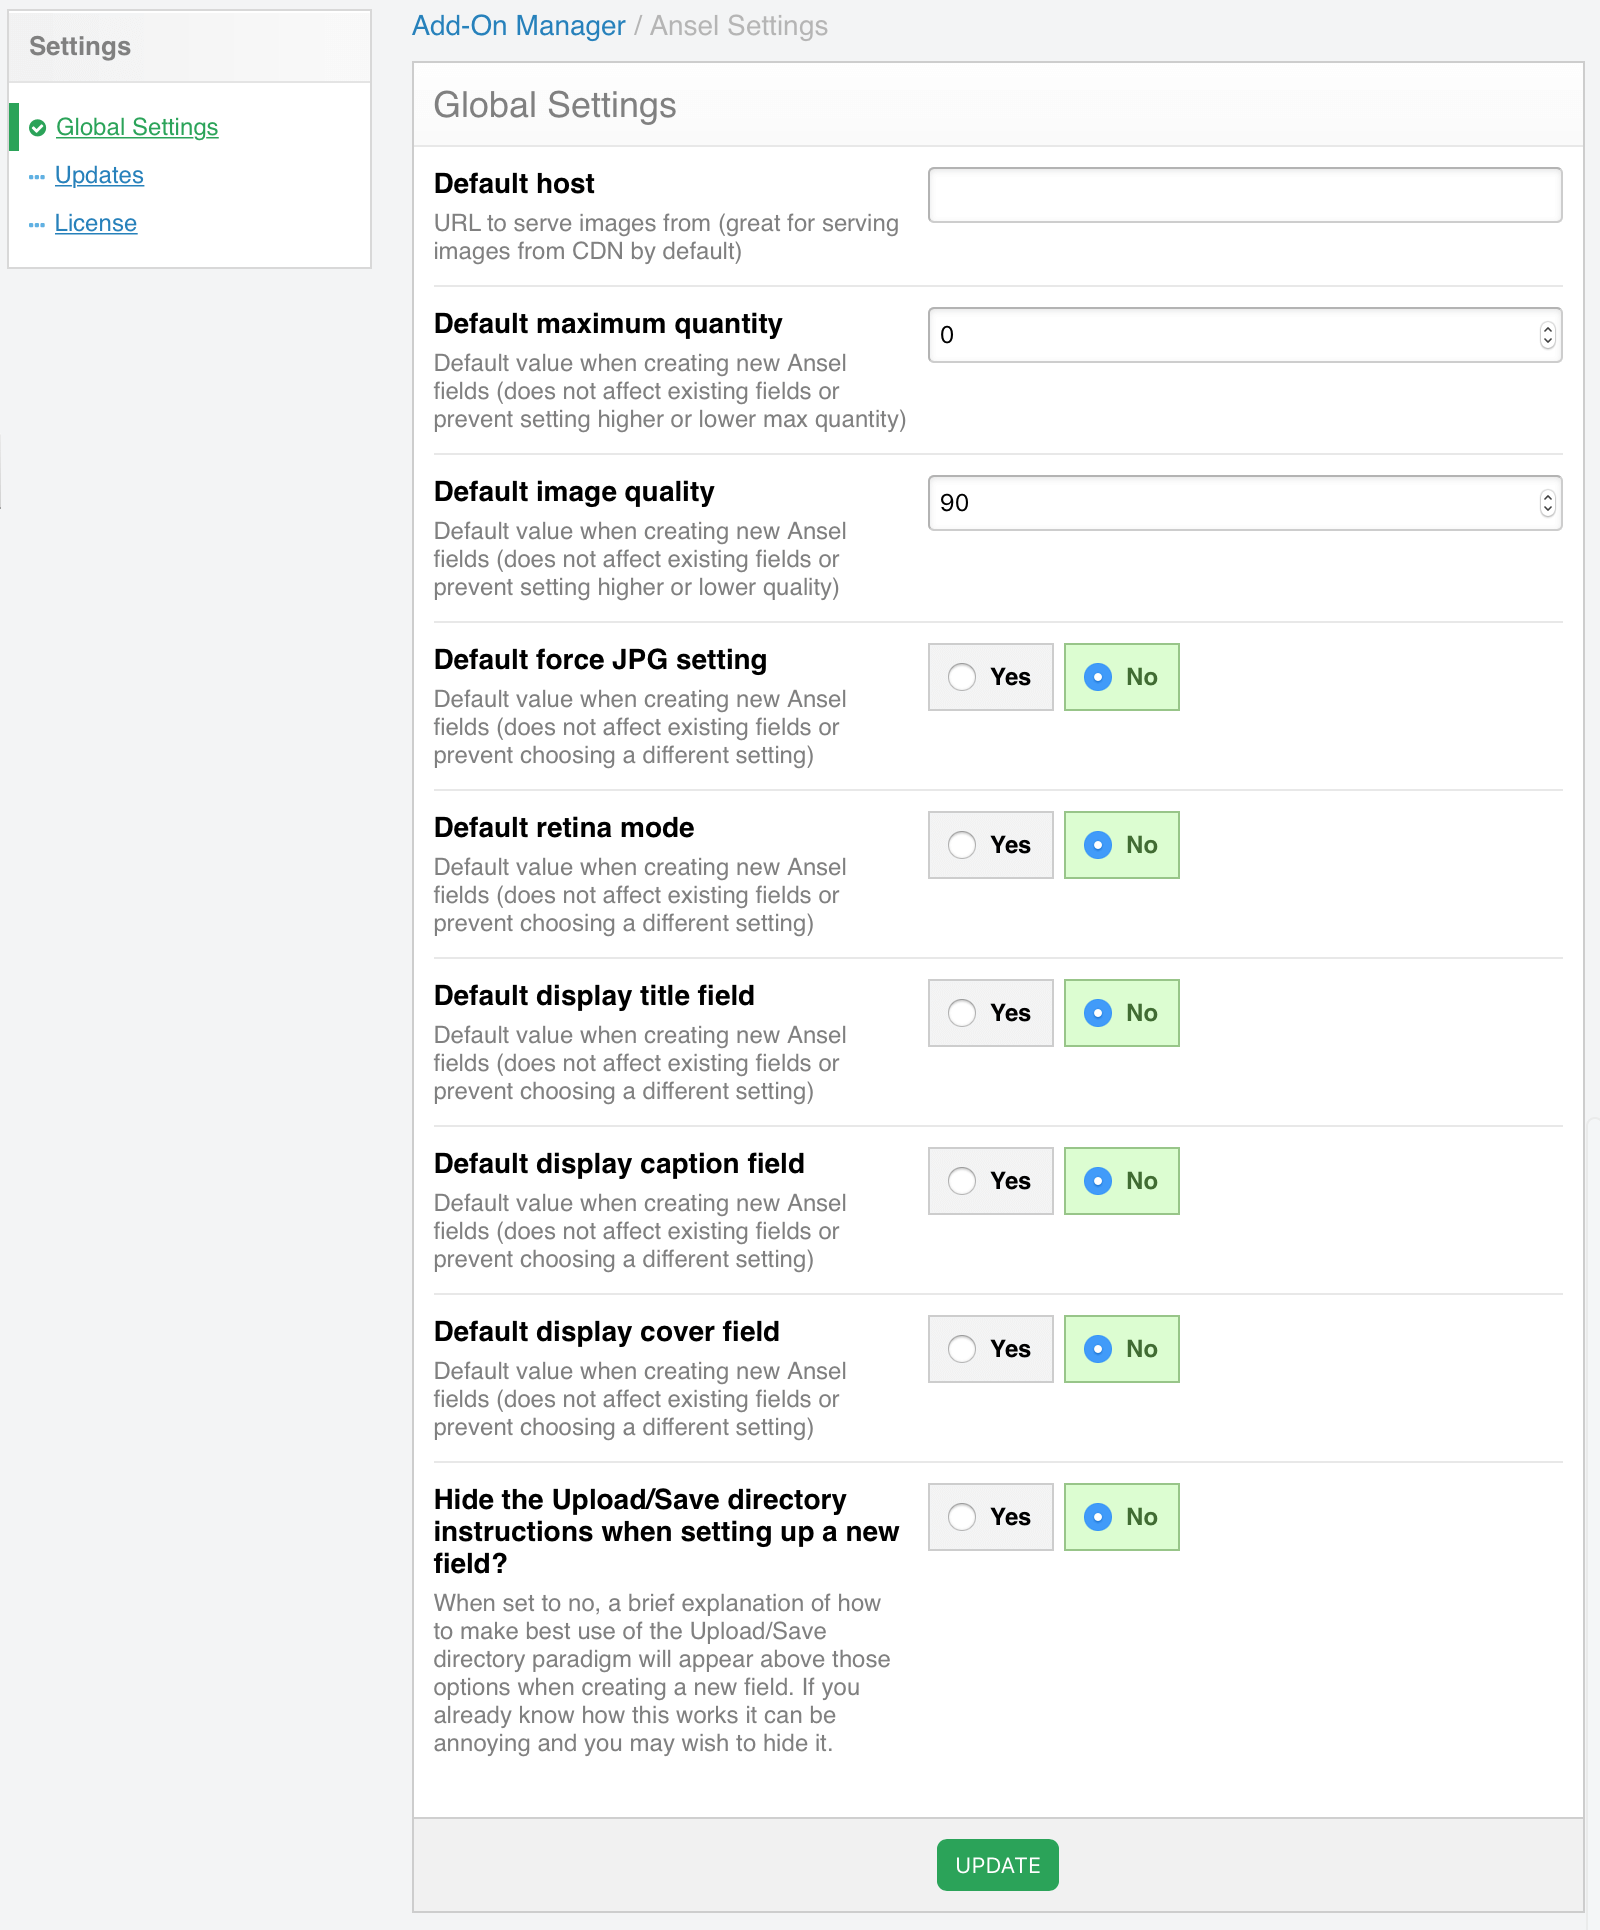 Settings
Global Settings
Updates
License
Add-On Manager / Ansel Settings
Global Settings
Default host
URL to serve images from (great for serving
images from CDN by default)
Default maximum quantity
Default value when creating new Ansel
fields (does not affect existing fields or
prevent setting higher or lower max quantity)
0
Default image quality
Default value when creating new Ansel
fields (does not affect existing fields or
prevent setting higher or lower quality)
90
Default force JPG setting
Default value when creating new Ansel
fields (does not affect existing fields or
prevent choosing a different setting)
Yes No
Default retina mode
Default value when creating new Ansel
fields (does not affect existing fields or
prevent choosing a different setting)
Yes No
Default display title field
Default value when creating new Ansel
fields (does not affect existing fields or
prevent choosing a different setting)
Yes No
Default display caption field
Default value when creating new Ansel
fields (does not affect existing fields or
prevent choosing a different setting)
Yes No
Default display cover field
Default value when creating new Ansel
fields (does not affect existing fields or
prevent choosing a different setting)
Yes No
Hide the Upload/Save directory
instructions when setting up a new
field?
When set to no, a brief explanation of how
to make best use of the Upload/Save
directory paradigm will appear above those
options when creating a new field. If you
already know how this works it can be
annoying and you may wish to hide it.
Yes No
UPDATE